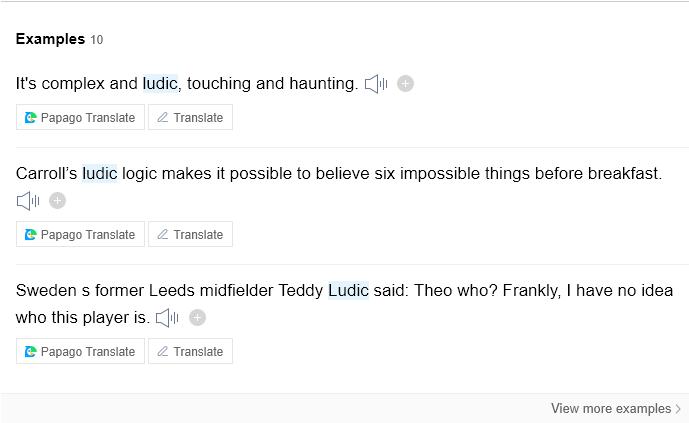 Examples 10
It's complex and ludic, touching and haunting.
Papago Translate Translate
Carroll's ludic logic makes it possible to believe six impossible things before breakfast.
Papago Translate Translate
Sweden s former Leeds midfielder Teddy Ludic said: Theo who? Frankly, I have no idea
who this player is.
Papago Translate Translate
View more examples >